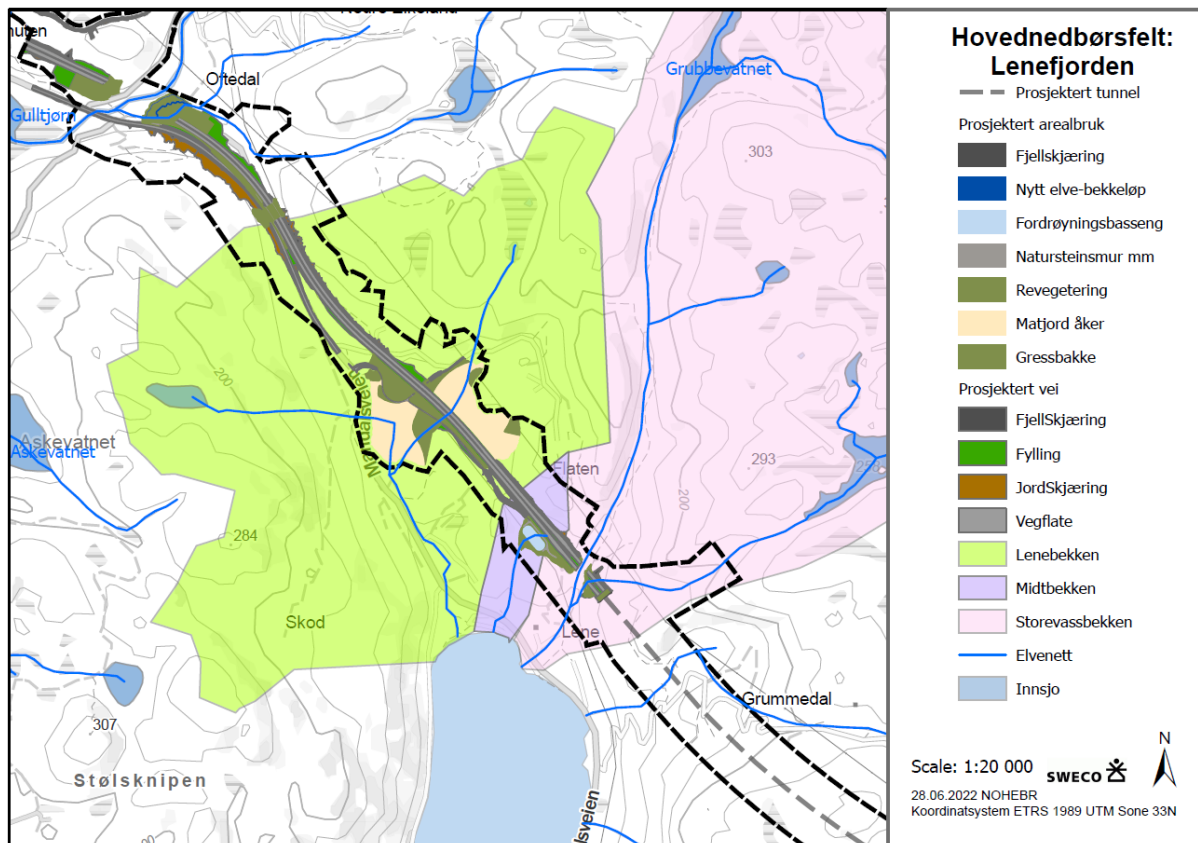 Oftedal
Gulltjørn
Grubbevatnet
303
200
Mandalsveien
Askevatnet
Askevatnet
Flaten
293
258
200
284
Skod
Lene
Grummedal
307
Stølsknipen
Hovednedbørsfelt:
Lenefjorden
Prosjektert tunnel
Prosjektert arealbruk
Fjellskjæring
Nytt elve-bekkeløp
Fordrøyningsbasseng
Natursteinsmur mm
Revegetering
Matjord åker
Gressbakke
Prosjektert vei
FjellSkjæring
Fylling
JordSkjæring
Vegflate
Lenebekken
Midtbekken
Storevassbekken
Elvenett
Innsjo
N
Scale: 1:20 000
SWECO
28.06.2022 NOHEBR
Koordinatsystem ETRS 1989 UTM Sone 33N